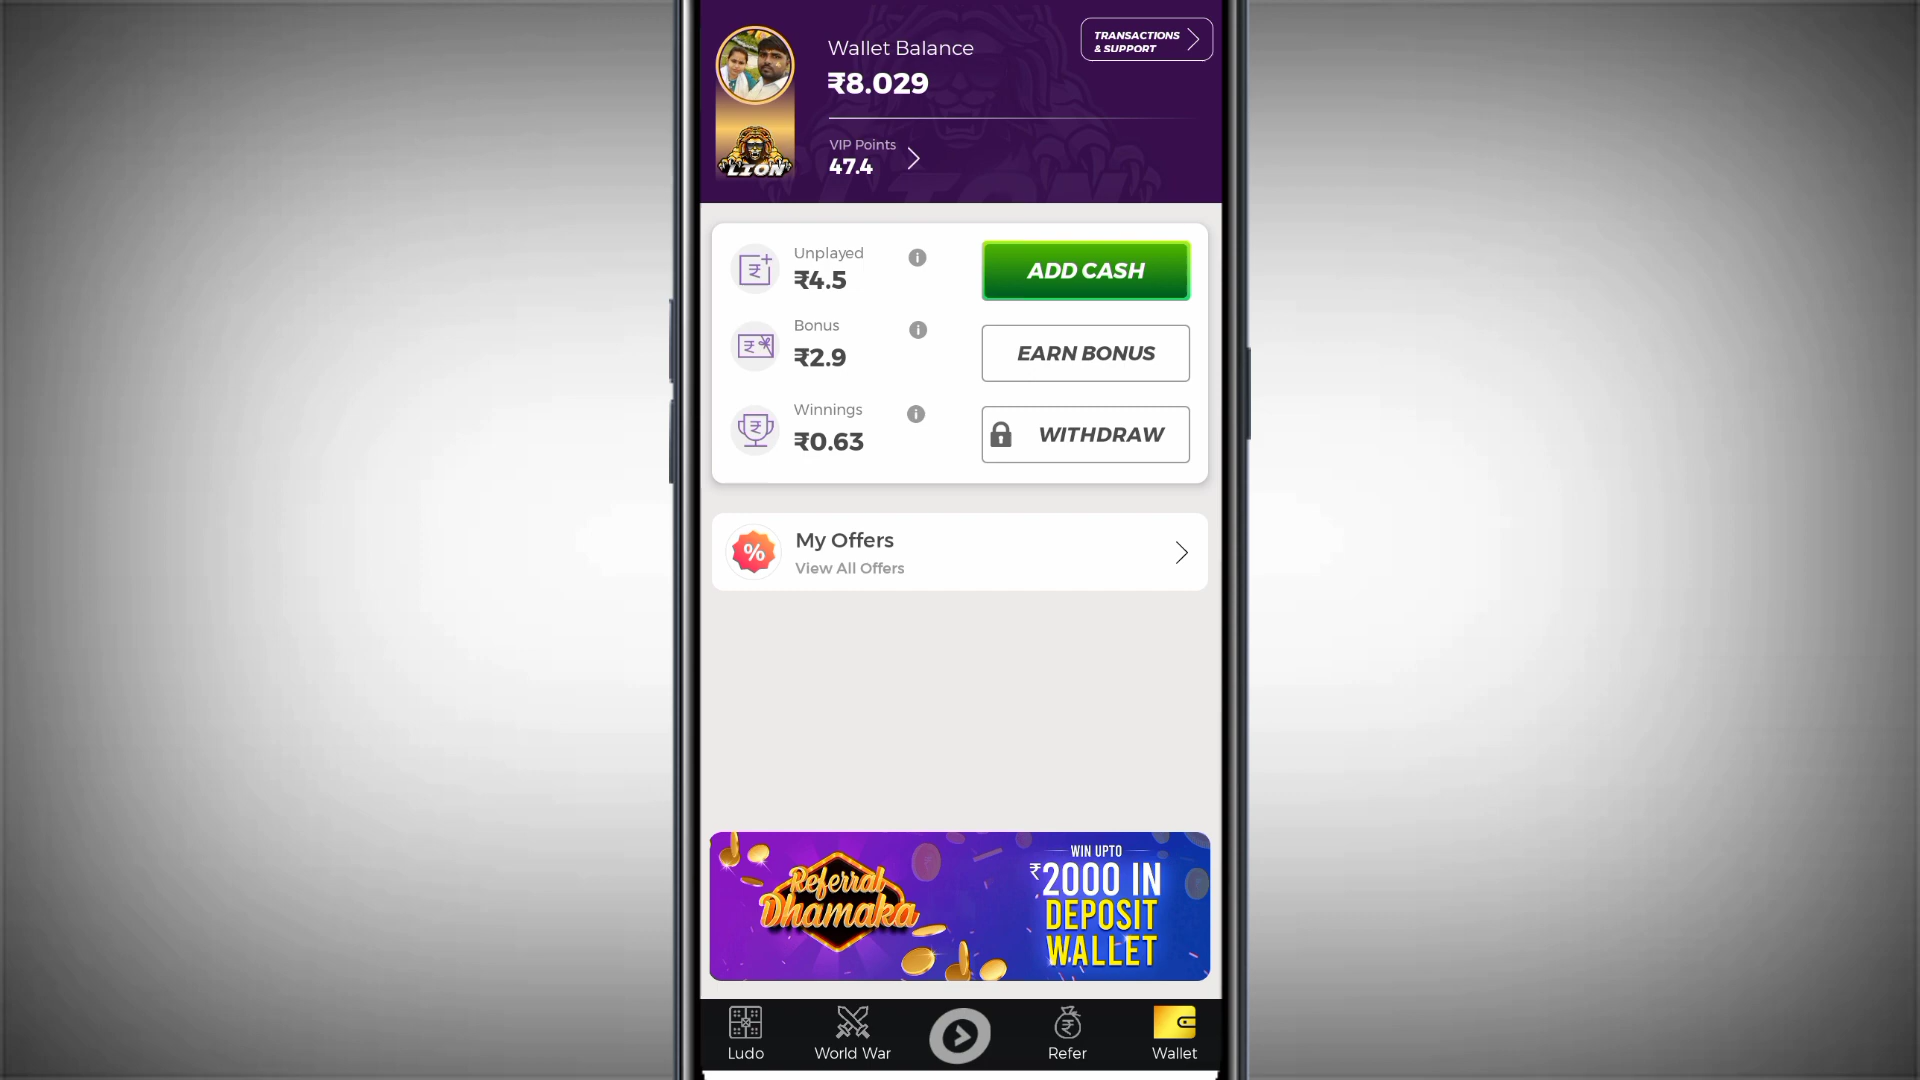 Wallet Balance
₹8.029
TRANSACTIONS
& SUPPORT
VIP Points
47.4
LION
Unplayed
₹4.5
ADD CASH
Bonus
₹2.9
EARN BONUS
Winnings
₹0.63
WITHDRAW
My Offers
View All Offers
Referral
Dhamaka
WIN UPTO
₹2000 IN
DEPOSIT
WALLET
Ludo
World War
Refer
Wallet